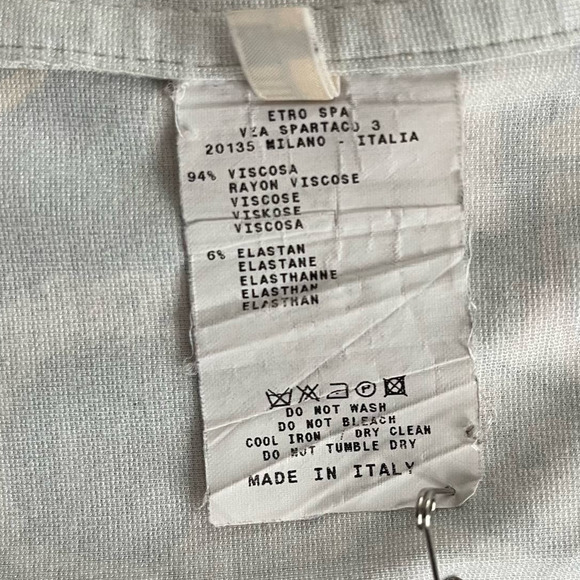 ETRO SPA
VIA SPARTACO 3
20135 MILANO - ITALIA
94% VISCOSA
RAYON VISCOSE
VISCOSE
VISKOSE
VISCOSA
6% ELASTAN
ELASTANE
ELASTHANNE
ELASTHAN
ELASTHAN
DO NOT WASH
DO NOT BLEACH
COOL IRON / DRY CLEAN
DO NOT TUMBLE DRY
MADE IN ITALY